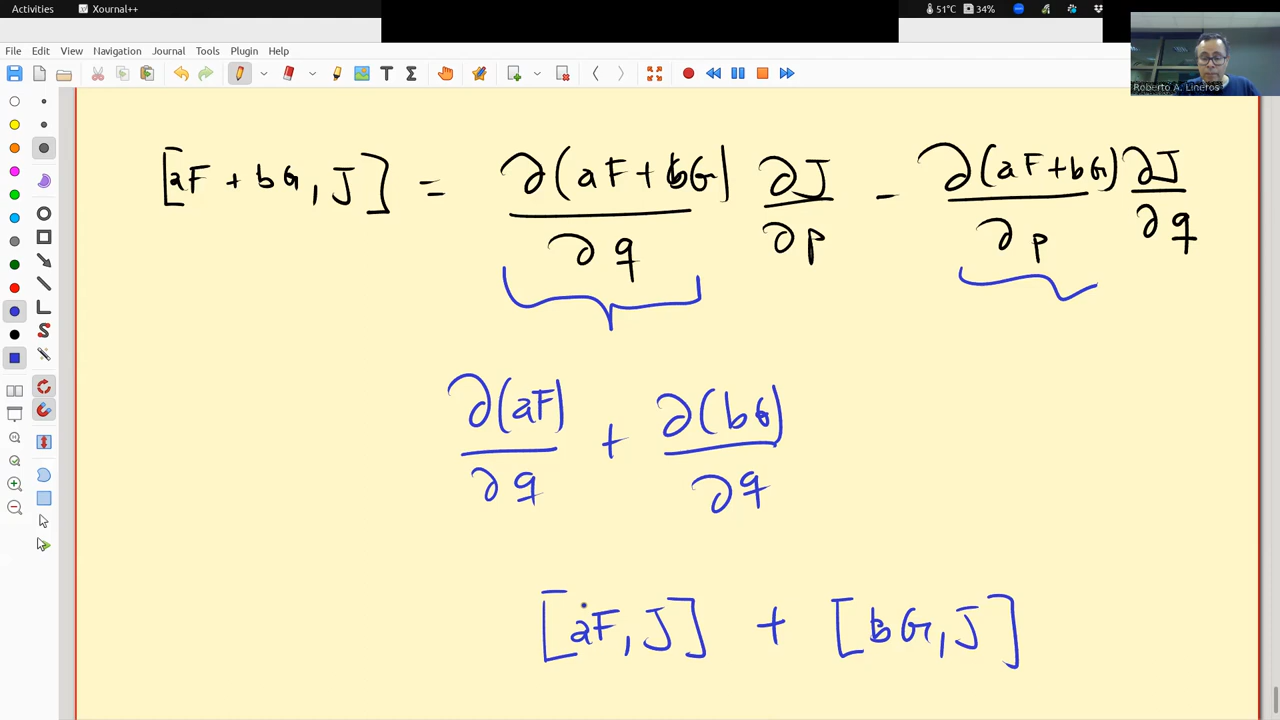 Activities
Xournal++
51°C
34%
File Edit View Navigation Journal Tools Plugin Help
Roberto A. Lineros
[aF + bG, J] = ∂(aF+bG)/∂q ∂J/∂p - ∂(aF+bG)/∂p ∂J/∂q
∂(aF)/∂q + ∂(bG)/∂q
[aF, J] + [bG, J]